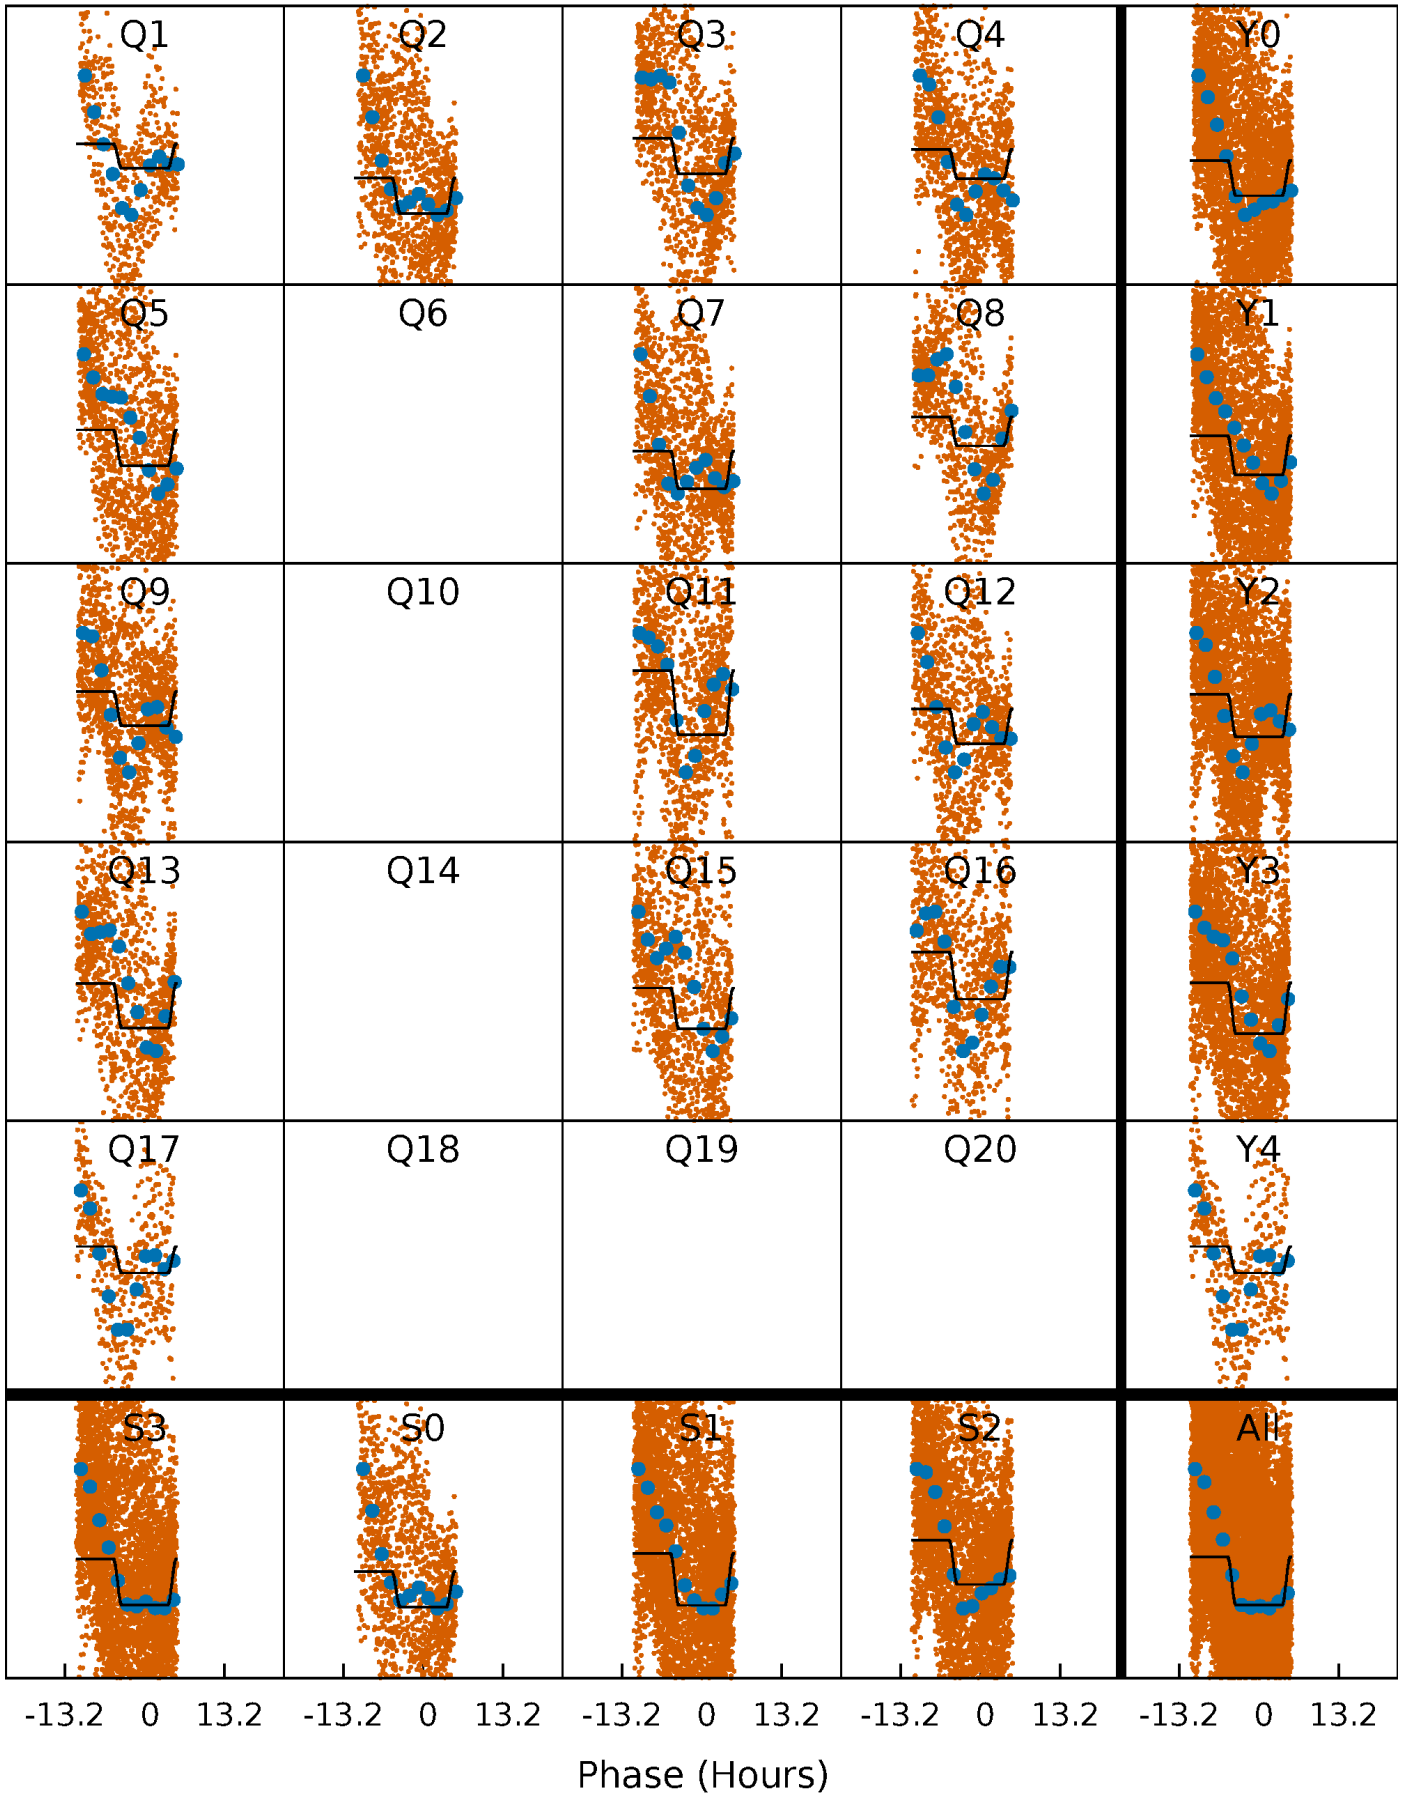 Q1 Q2 Q3 Q4 Y0
Q5 Q6 Q7 Q8 Y1
Q9 Q10 Q11 Q12 Y2
Q13 Q14 Q15 Q16 Y3
Q17 Q18 Q19 Q20 Y4
S3 S0 S1 S2 All
-13.2 0 13.2 -13.2 0 13.2 -13.2 0 13.2 -13.2 0 13.2 -13.2 0 13.2
Phase (Hours)